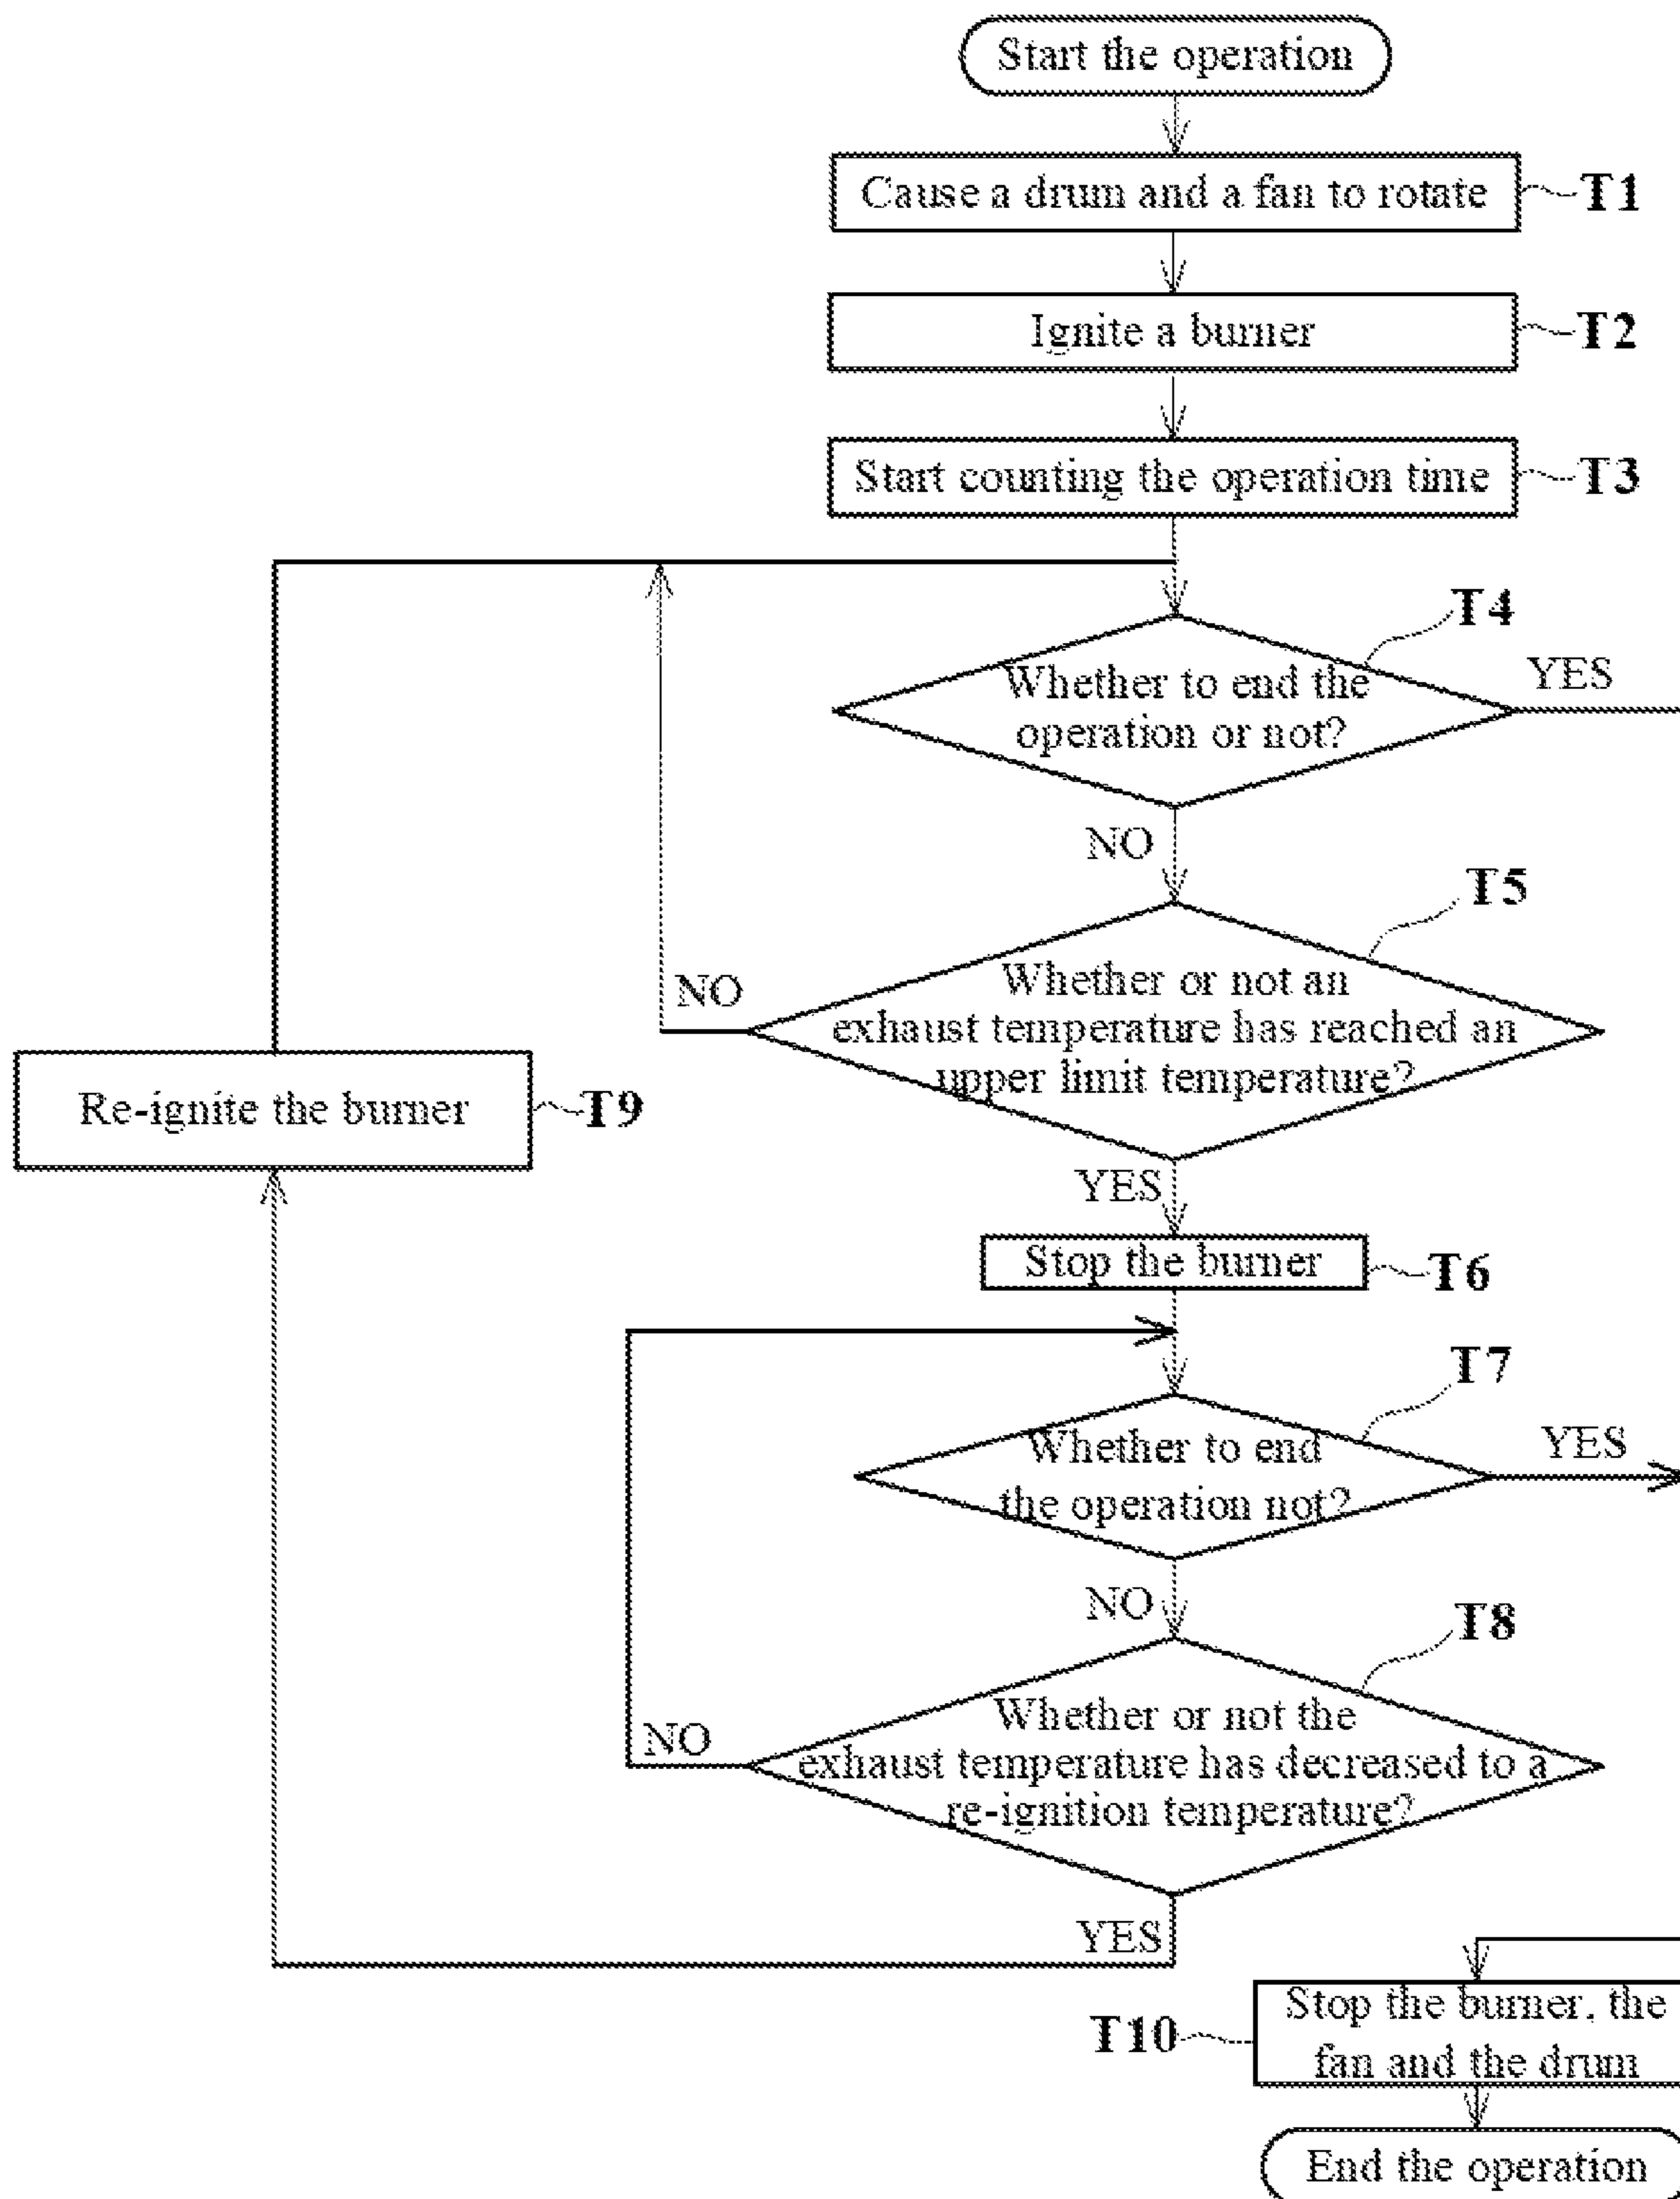 Start the operation
Cause a drum and a fan to rotate
T1
Ignite a burner
T2
Start counting the operation time
T3
T4
Whether to end the
operation or not?
YES
NO
T5
Whether or not an
exhaust temperature has reached an
upper limit temperature?
NO
Re-ignite the burner
T9
YES
Stop the burner
T6
T7
Whether to end
the operation not?
YES
NO
T8
Whether or not the
exhaust temperature has decreased to a
re-ignition temperature?
NO
YES
T10
Stop the burner, the
fan and the drum
End the operation